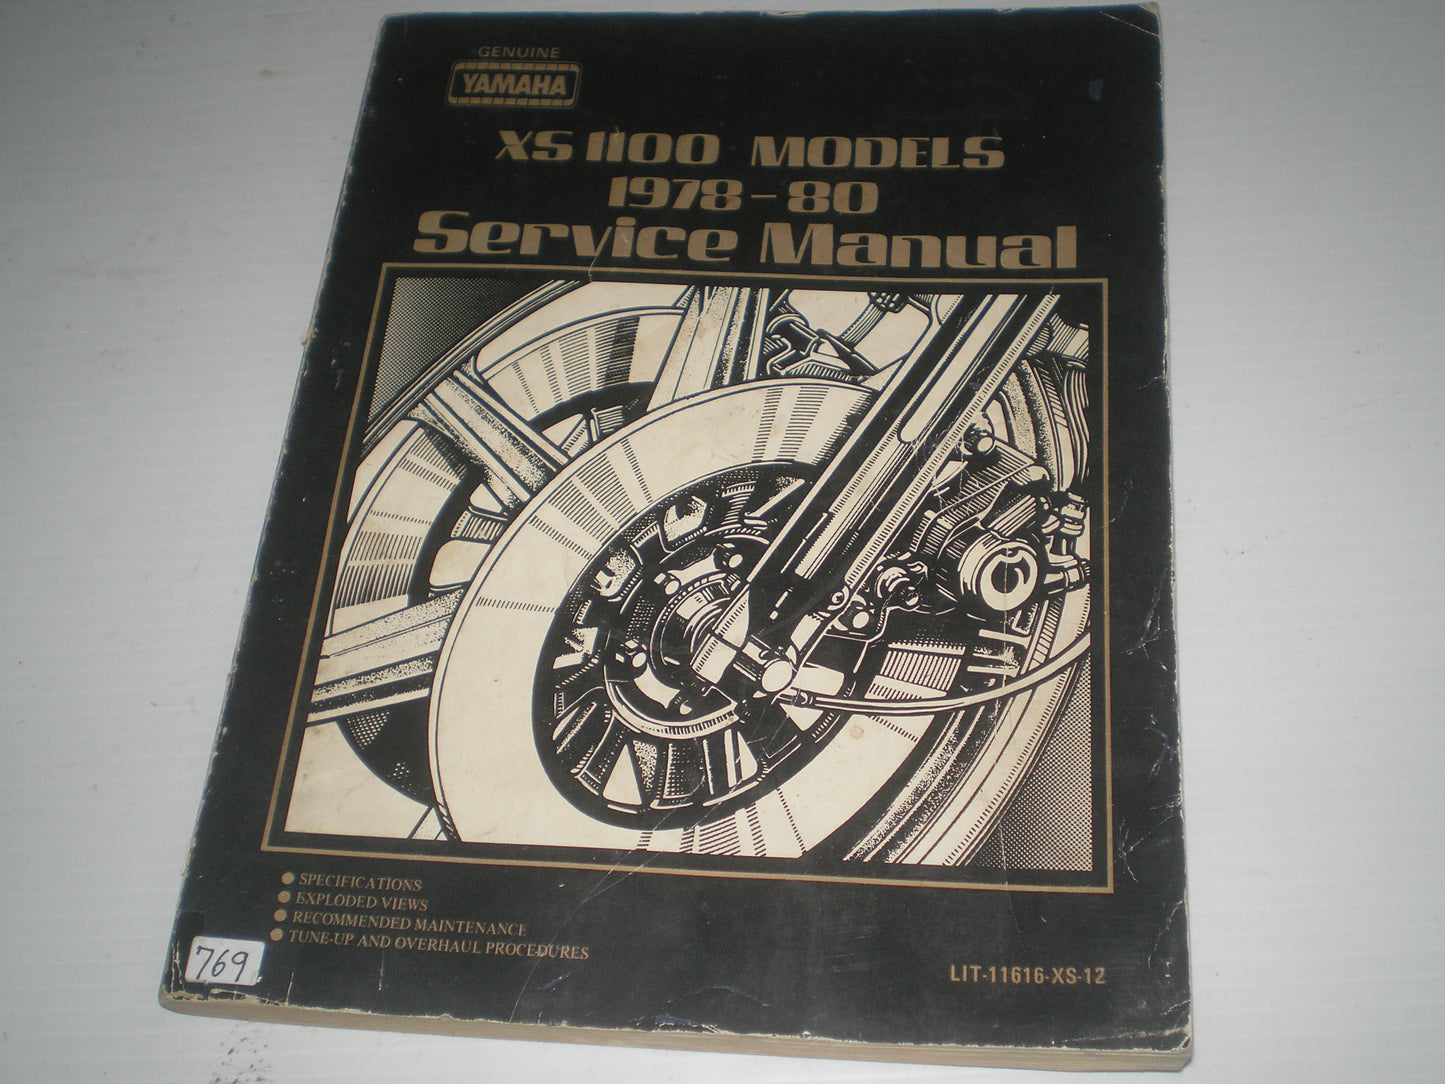 GENUINE
YAMAHA
XS 1100 MODELS
1978-80
Service Manual
● SPECIFICATIONS
● EXPLODED VIEWS
● RECOMMENDED MAINTENANCE
● TUNE-UP AND OVERHAUL PROCEDURES
769
LIT-11616-XS-12